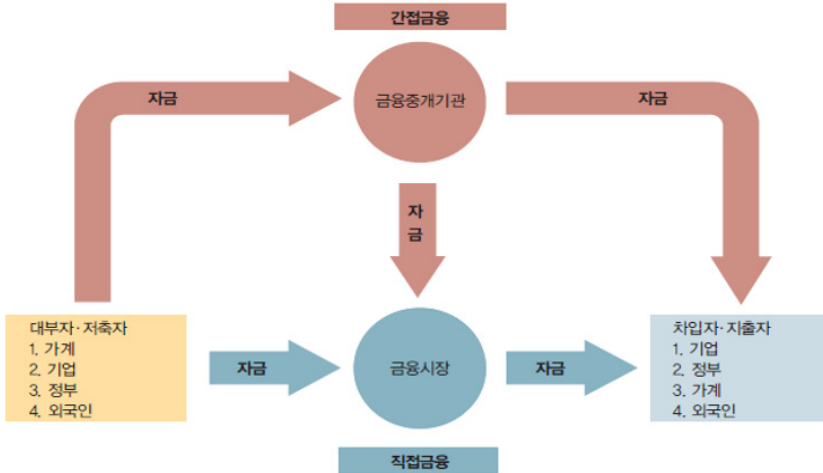 간접금융
자금
금융중개기관
자금
자
금
대부자·저축자
1. 가계
2. 기업
3. 정부
4. 외국인
자금
금융시장
자금
차입자·지출자
1. 기업
2. 정부
3. 가계
4. 외국인
직접금융